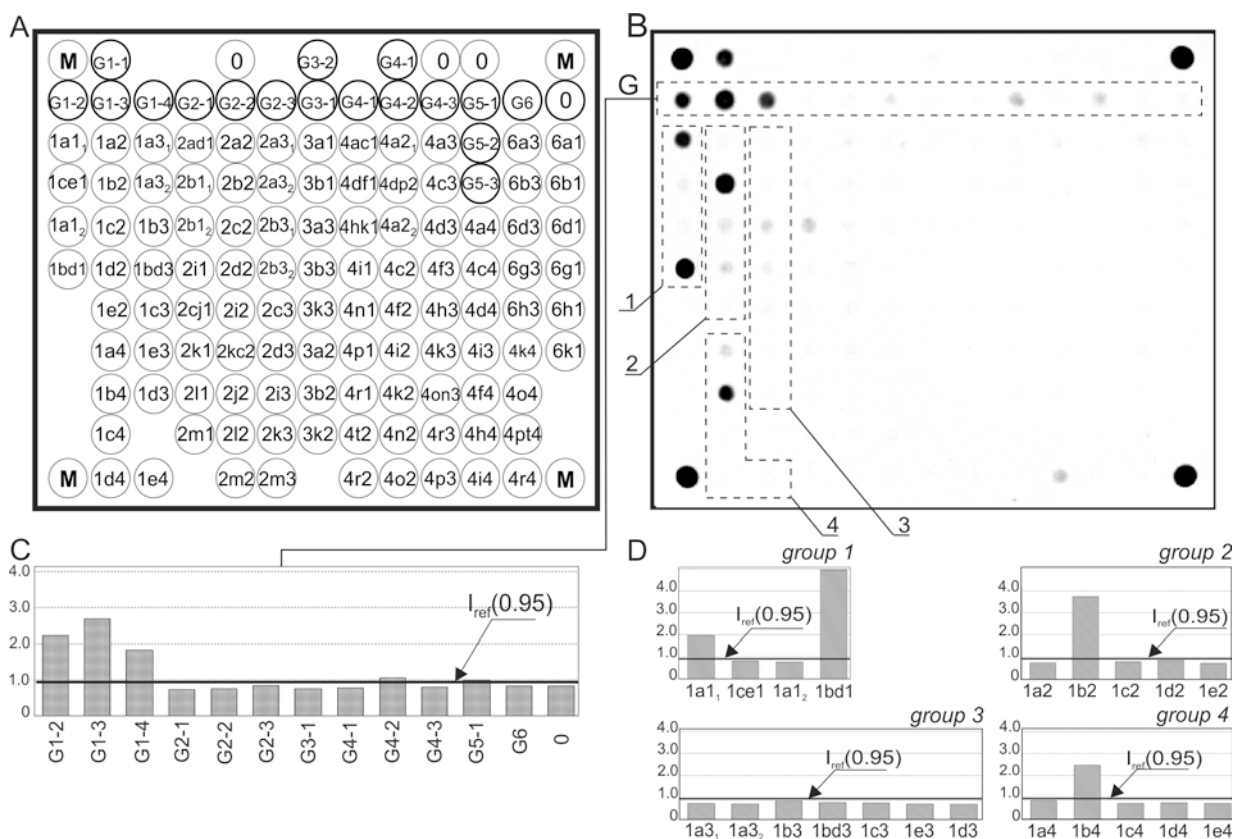 A
B
M G1-1 0 G3-2 G4-1 0 0 M
G1-2 G1-3 G1-4 G2-1 G2-2 G2-3 G3-1 G4-1 G4-2 G4-3 G5-1 G6 0
1a1₁ 1a2 1a3₁ 2ad1 2a2 2a3₁ 3a1 4ac1 4a2₁ 4a3 G5-2 6a3 6a1
1ce1 1b2 1a3₂ 2b1₁ 2b2 2a3₂ 3b1 4df1 4dp2 4c3 G5-3 6b3 6b1
1a1₂ 1c2 1b3 2b1₂ 2c2 2b3₁ 3a3 4hk1 4a2₂ 4d3 4a4 6d3 6d1
1bd1 1d2 1bd3 2i1 2d2 2b3₂ 3b3 4i1 4c2 4f3 4c4 6g3 6g1
1e2 1c3 2cj1 2i2 2c3 3k3 4n1 4f2 4h3 4d4 6h3 6h1
1a4 1e3 2k1 2kc2 2d3 3a2 4p1 4i2 4k3 4i3 4k4 6k1
1b4 1d3 2l1 2j2 2i3 3b2 4r1 4k2 4on3 4f4 4o4
1c4 2m1 2l2 2k3 3k2 4t2 4n2 4r3 4h4 4pt4
M 1d4 1e4 2m2 2m3 4r2 4o2 4p3 4i4 4r4 M
G
1
2
3
4
C
4.0
3.0
2.0
1.0
0
I_ref(0.95)
G1-2 G1-3 G1-4 G2-1 G2-2 G2-3 G3-1 G4-1 G4-2 G4-3 G5-1 G6 0
D
group 1
4.0
3.0
2.0
1.0
0
I_ref(0.95)
1a1₁ 1ce1 1a1₂ 1bd1
group 2
4.0
3.0
2.0
1.0
0
I_ref(0.95)
1a2 1b2 1c2 1d2 1e2
group 3
4.0
3.0
2.0
1.0
0
I_ref(0.95)
1a3₁ 1a3₂ 1b3 1bd3 1c3 1e3 1d3
group 4
4.0
3.0
2.0
1.0
0
I_ref(0.95)
1a4 1b4 1c4 1d4 1e4